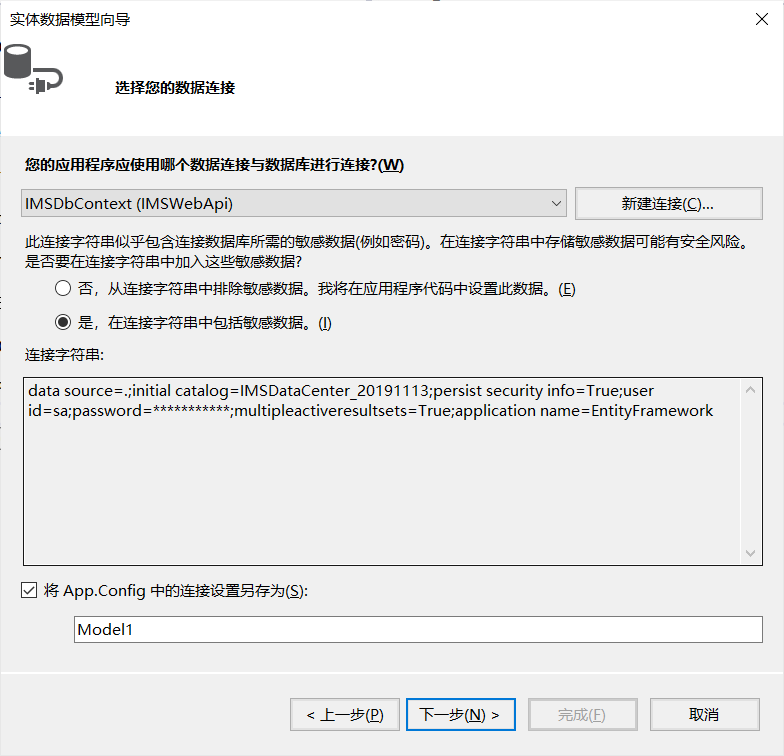 实体数据模型向导
选择您的数据连接
您的应用程序应使用哪个数据连接与数据库进行连接?(W)
IMSDbContext (IMSWebApi)
新建连接(C)...
此连接字符串似乎包含连接数据库所需的敏感数据(例如密码)。在连接字符串中存储敏感数据可能有安全风险。
是否要在连接字符串中加入这些敏感数据?
否，从连接字符串中排除敏感数据。我将在应用程序代码中设置此数据。(E)
是，在连接字符串中包括敏感数据。(I)
连接字符串:
data source=.;initial catalog=IMSDataCenter_20191113;persist security info=True;user
id=sa;password=***********;multipleactiveresultsets=True;application name=EntityFramework
将 App.Config 中的连接设置另存为(S):
Model1
< 上一步(P)
下一步(N) >
完成(F)
取消